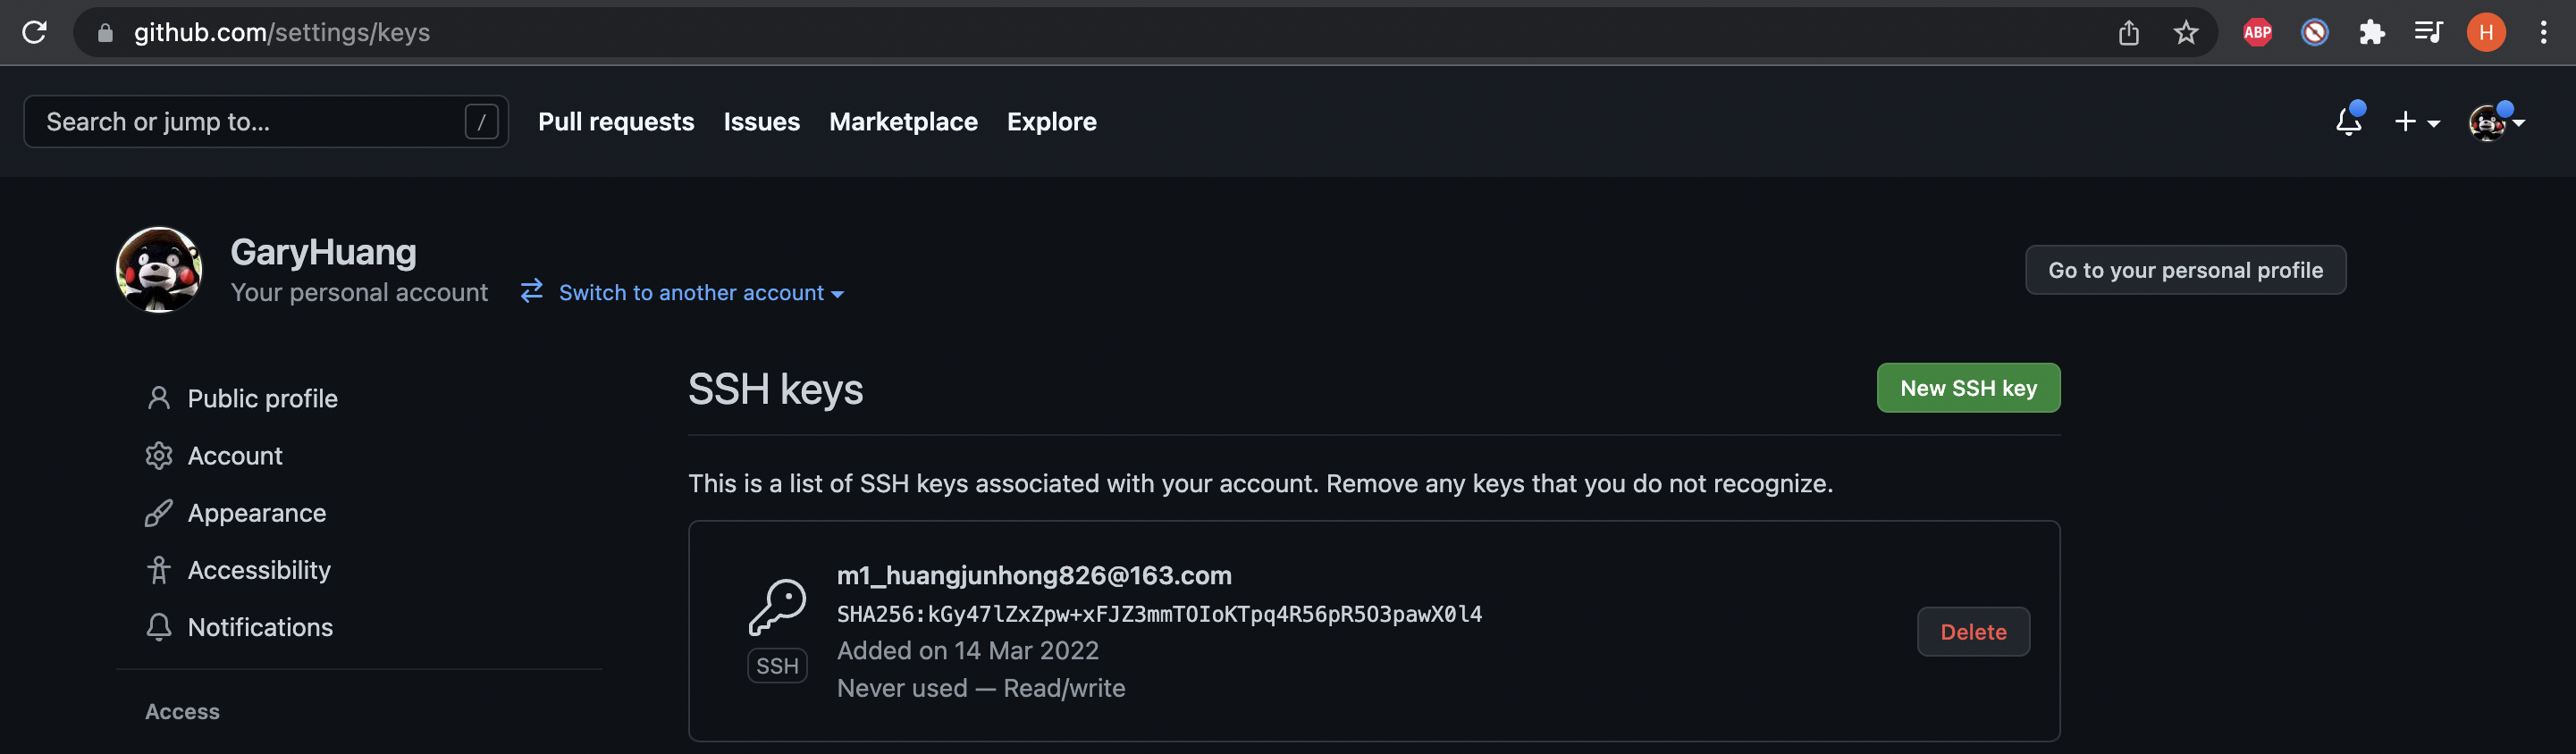 github.com/settings/keys
ABP
H
Search or jump to...
/
Pull requests
Issues
Marketplace
Explore
GaryHuang
Your personal account
Switch to another account
Go to your personal profile
Public profile
Account
Appearance
Accessibility
Notifications
Access
SSH keys
New SSH key
This is a list of SSH keys associated with your account. Remove any keys that you do not recognize.
m1_huangjunhong826@163.com
SHA256:kGy47lZxZpw+xFJZ3mmTOIoKTpq4R56pR5O3pawX0l4
Added on 14 Mar 2022
Never used — Read/write
SSH
Delete